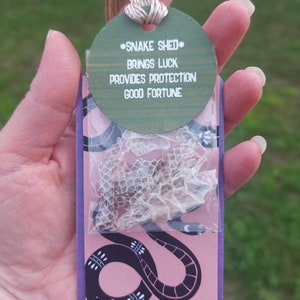 *SNAKE SHED*
BRINGS LUCK
PROVIDES PROTECTION
GOOD FORTUNE